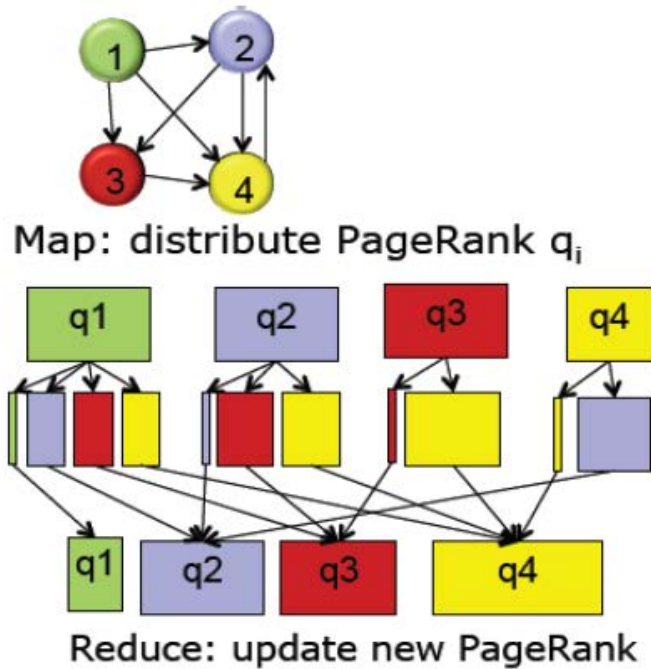 1 2
3 4
Map: distribute PageRank qi
q1 q2 q3 q4
q1 q2 q3 q4
Reduce: update new PageRank